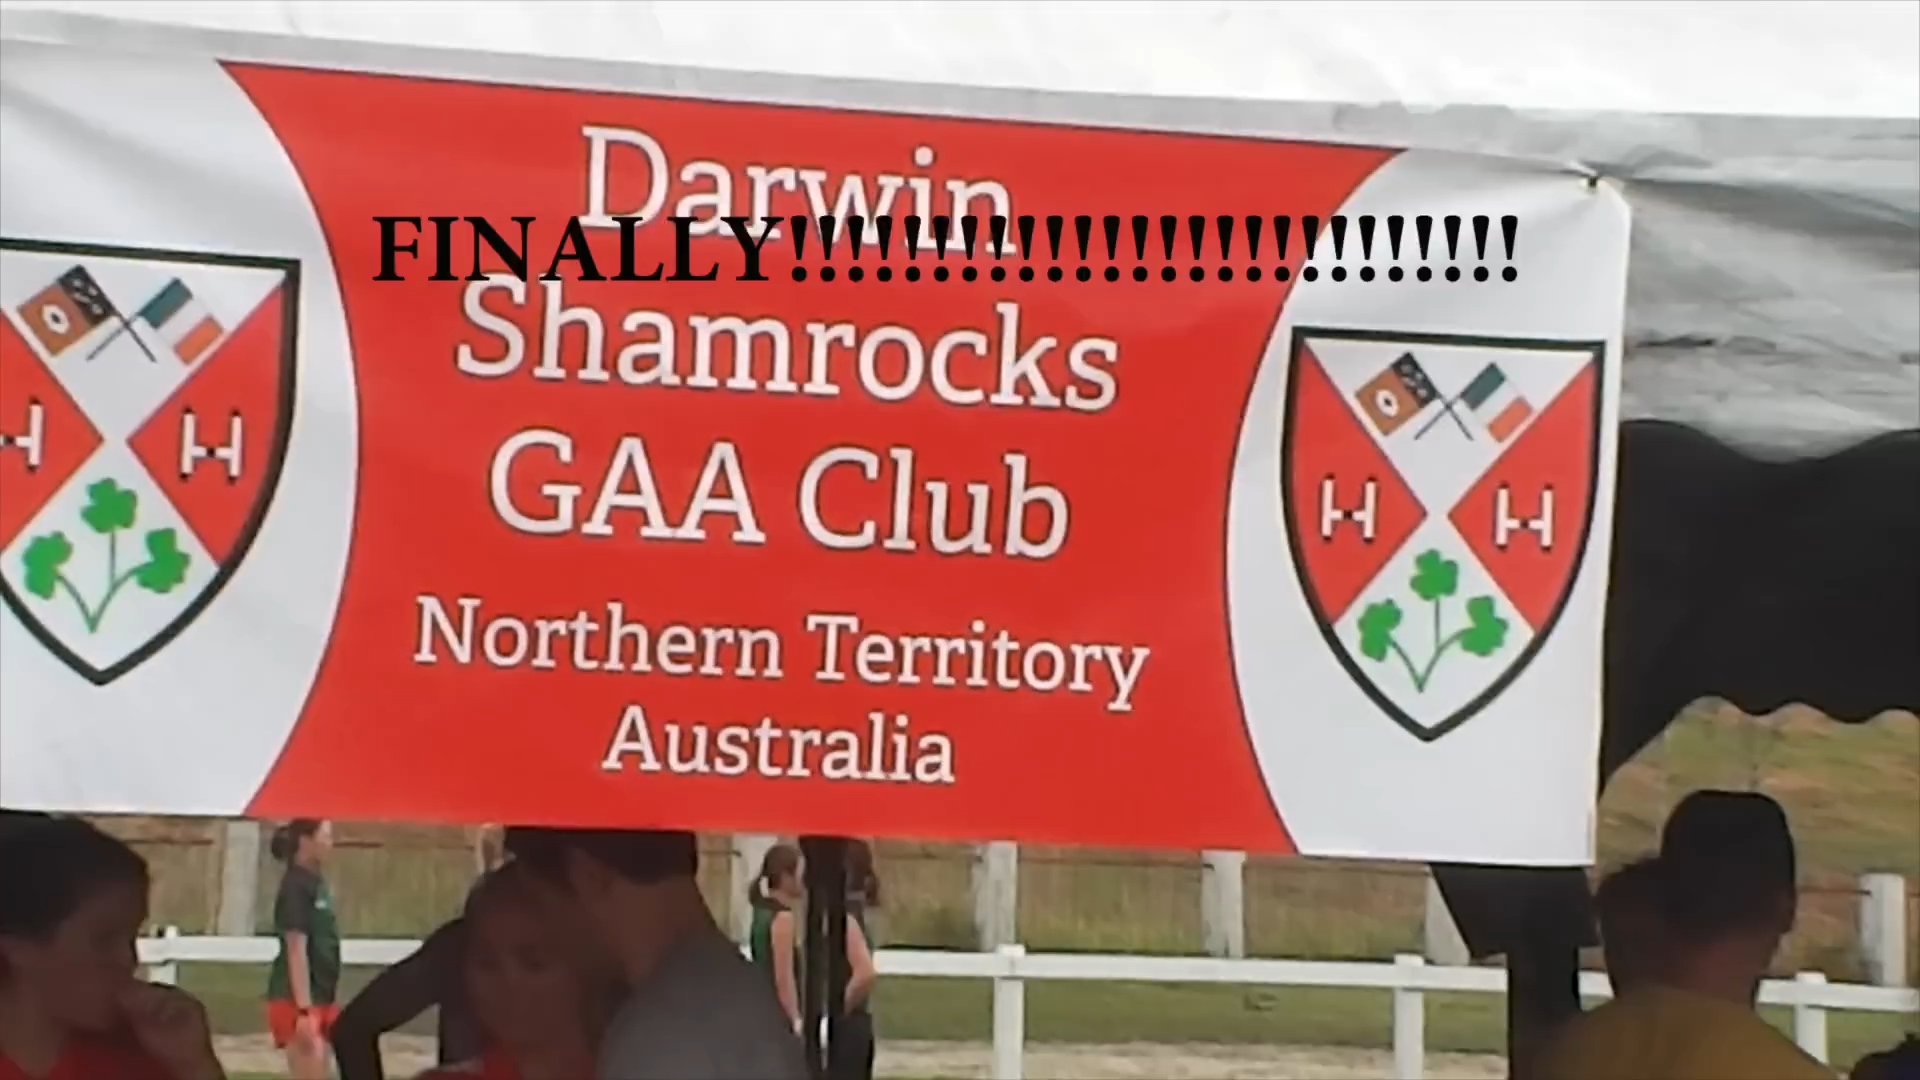 Darwin
FINALLY!!!!!!!!!!!!!!!!!!!!!!!!!!
Shamrocks
GAA Club
Northern Territory
Australia